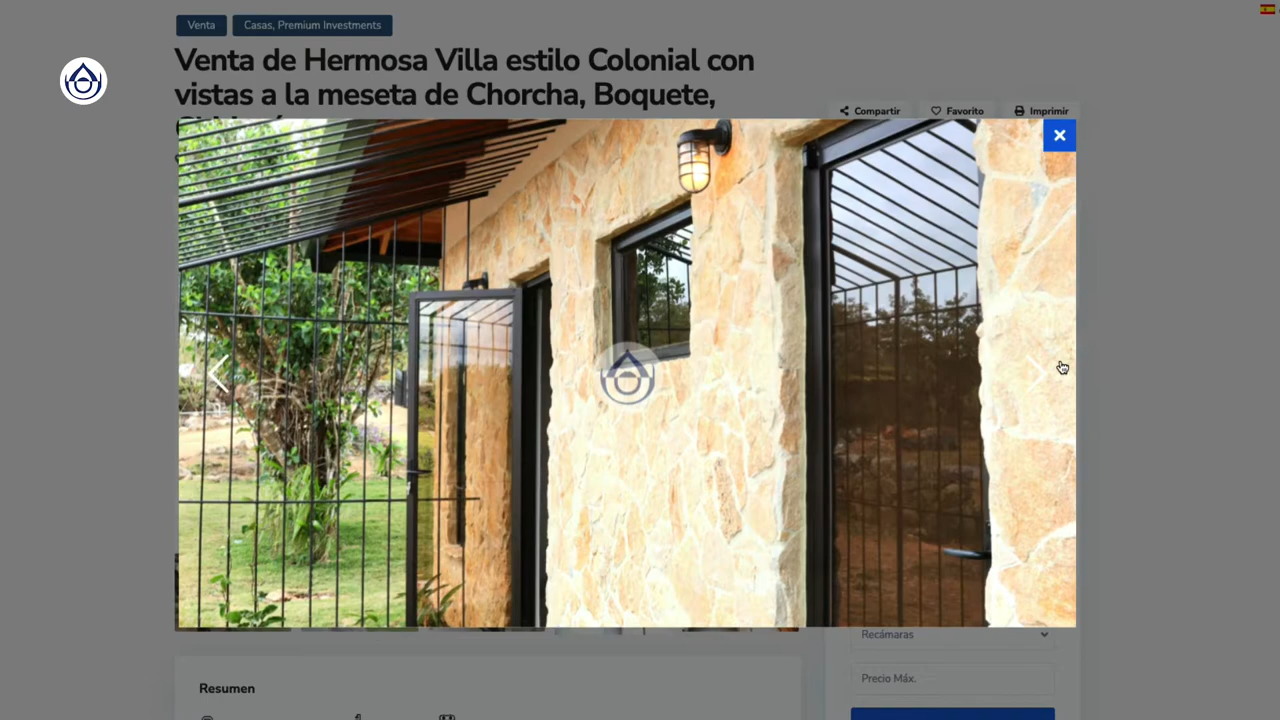 Venta
Casas, Premium Investments
Venta de Hermosa Villa estilo Colonial con
vistas a la meseta de Chorcha, Boquete,
Compartir
Favorito
Imprimir
Recámaras
Precio Máx.
Resumen